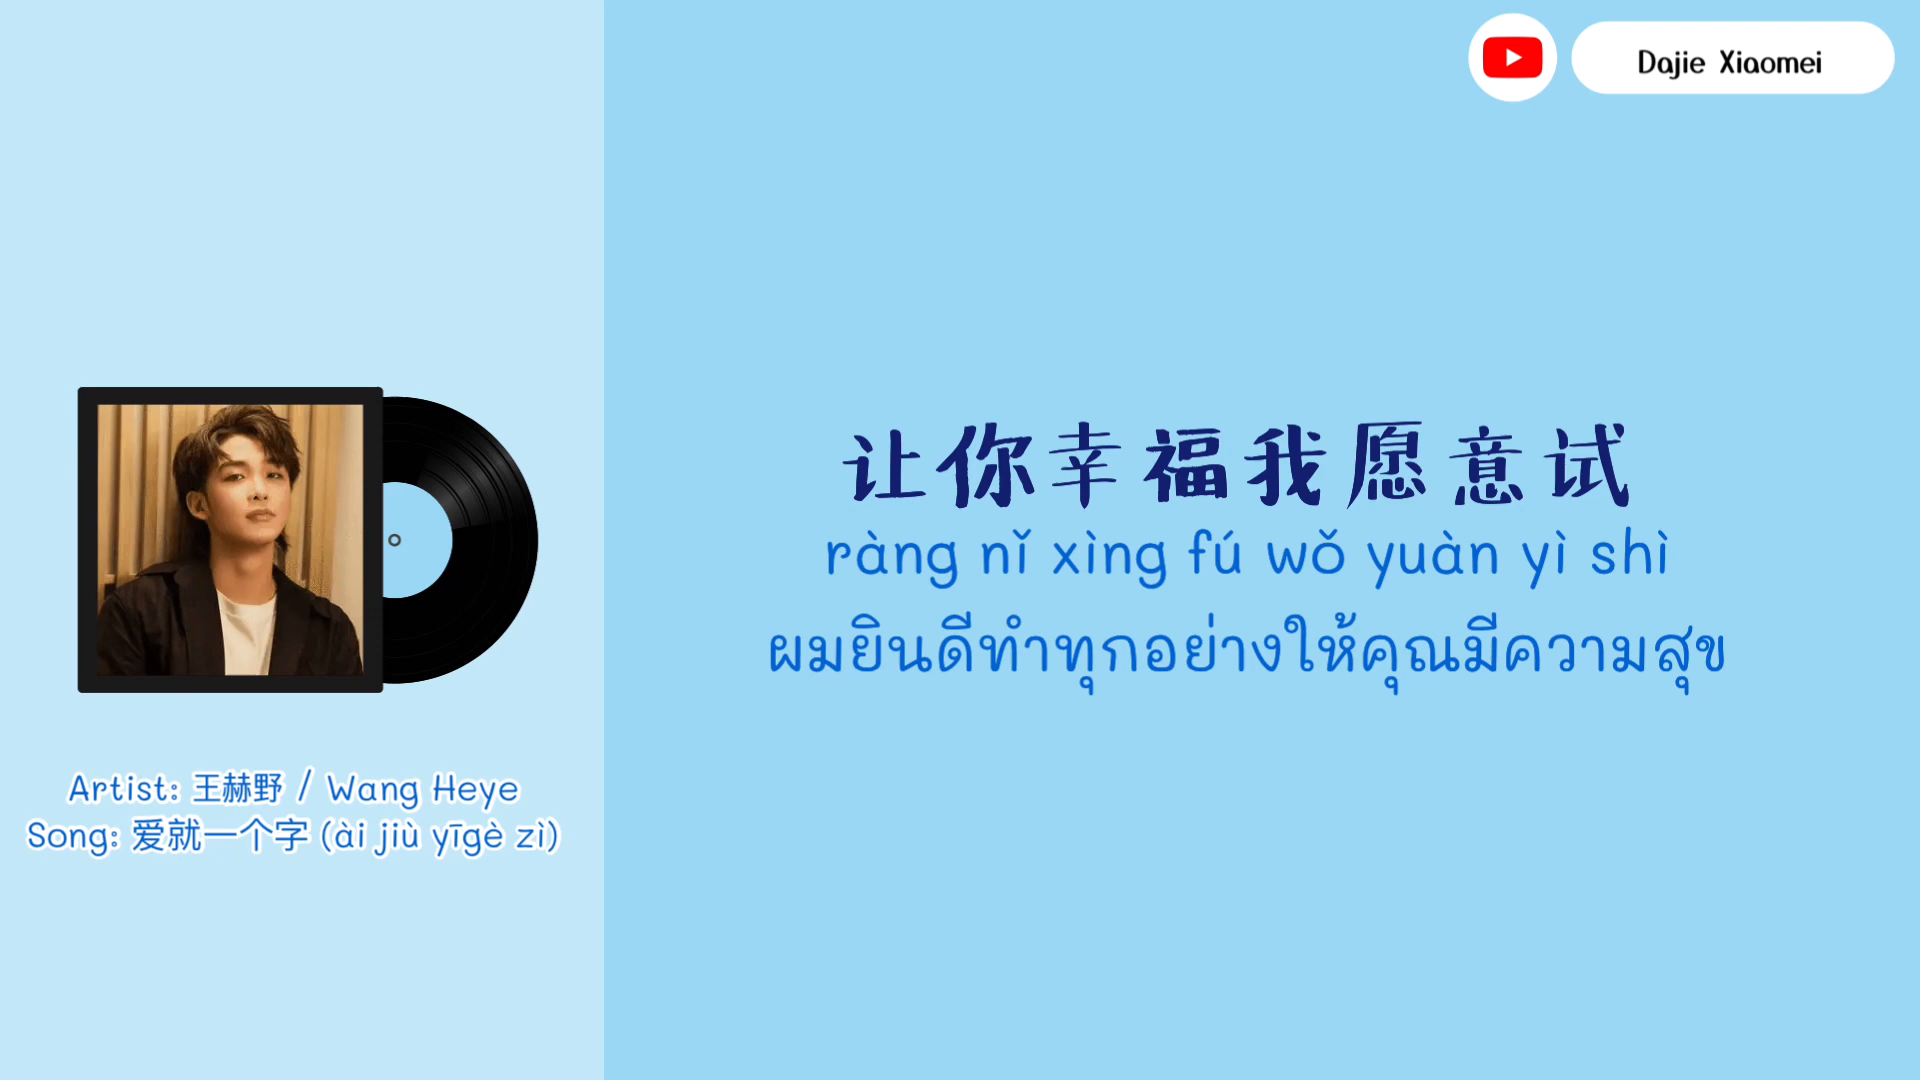 Dajie Xiaomei
让你幸福我愿意试
ràng nǐ xìng fú wǒ yuàn yì shì
ผมยินดีทำทุกอย่างให้คุณมีความสุข
Artist: 王赫野 / Wang Heye
Song: 爱就一个字 (ài jiù yīgè zì)